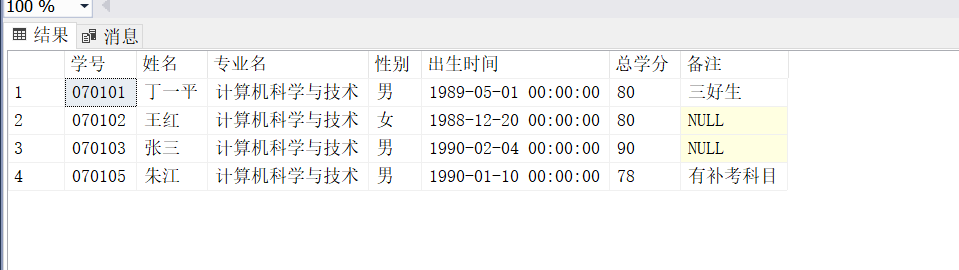 100 %
结果 消息
学号 姓名 专业名 性别 出生时间 总学分 备注
1 070101 丁一平 计算机科学与技术 男 1989-05-01 00:00:00 80 三好生
2 070102 王红 计算机科学与技术 女 1988-12-20 00:00:00 80 NULL
3 070103 张三 计算机科学与技术 男 1990-02-04 00:00:00 90 NULL
4 070105 朱江 计算机科学与技术 男 1990-01-10 00:00:00 78 有补考科目